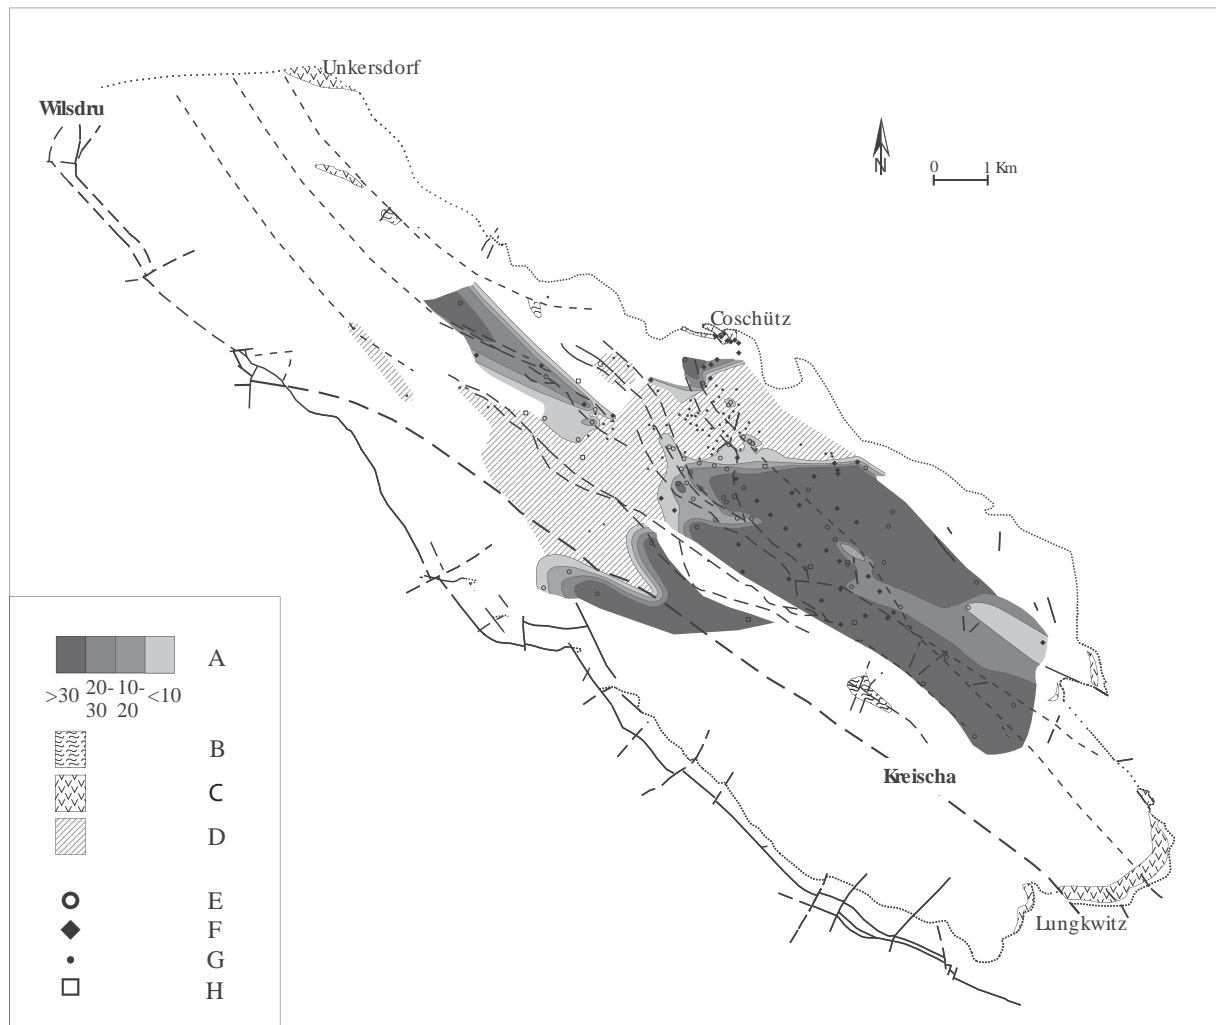 Unkersdorf
Wilsdru
N
0 1 Km
Coschütz
A
>30 20-30 10-20 <10
B
C
D
E
F
G
H
Kreischa
Lungkwitz